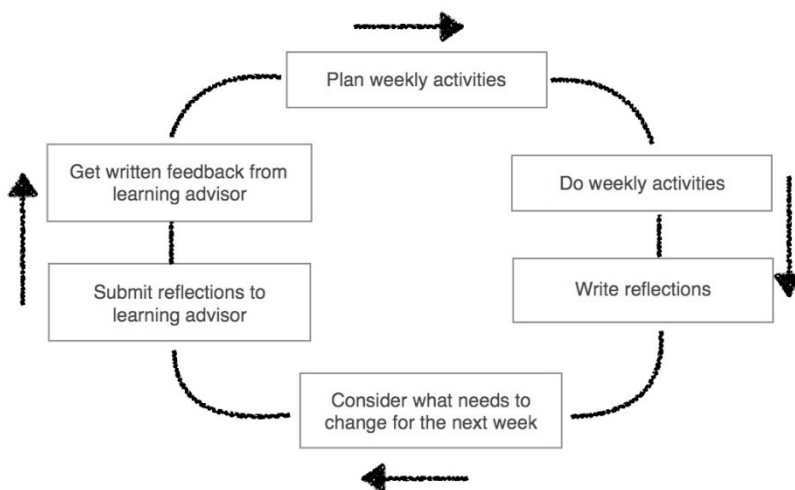 Plan weekly activities
Do weekly activities
Write reflections
Consider what needs to
change for the next week
Submit reflections to
learning advisor
Get written feedback from
learning advisor